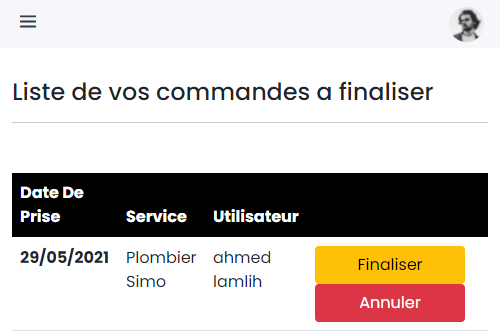 Liste de vos commandes a finaliser
Date De
Prise Service Utilisateur
29/05/2021 Plombier ahmed Finaliser
Simo lamlih
Annuler